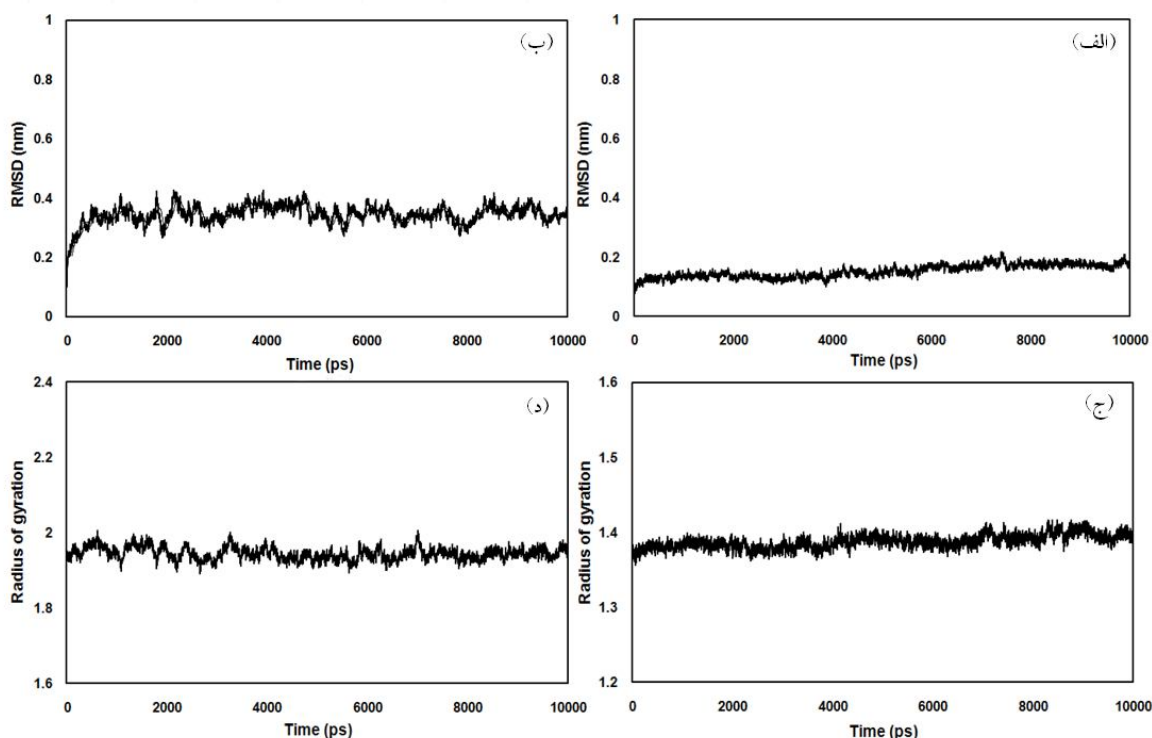 (ب)
RMSD (nm)
1
0.8
0.6
0.4
0.2
0
0 2000 4000 6000 8000 10000
Time (ps)
(الف)
RMSD (nm)
1
0.8
0.6
0.4
0.2
0
0 2000 4000 6000 8000 10000
Time (ps)
(د)
Radius of gyration
2.4
2.2
2
1.8
1.6
0 2000 4000 6000 8000 10000
Time (ps)
(ج)
Radius of gyration
1.6
1.5
1.4
1.3
1.2
0 2000 4000 6000 8000 10000
Time (ps)